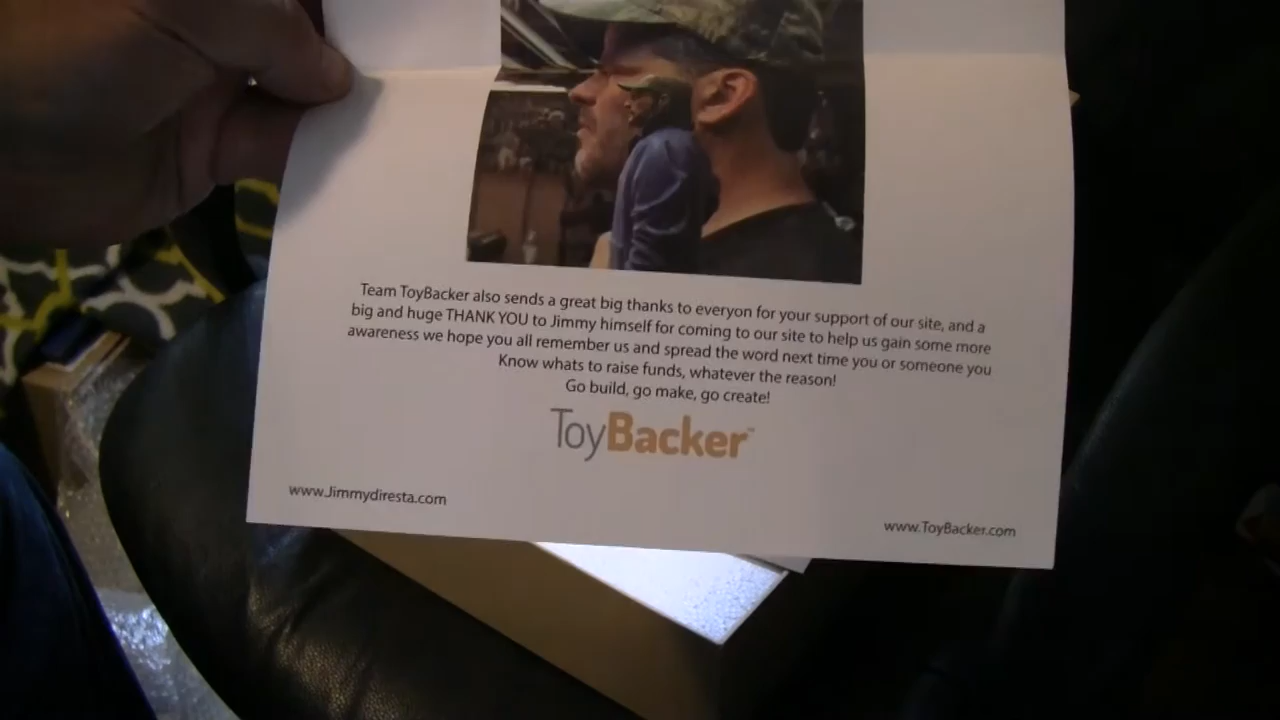 Team ToyBacker also sends a great big thanks to everyon for your support of our site, and a
big and huge THANK YOU to Jimmy himself for coming to our site to help us gain some more
awareness we hope you all remember us and spread the word next time you or someone you
Know whats to raise funds, whatever the reason!
Go build, go make, go create!
ToyBacker™
www.Jimmydiresta.com
www.ToyBacker.com